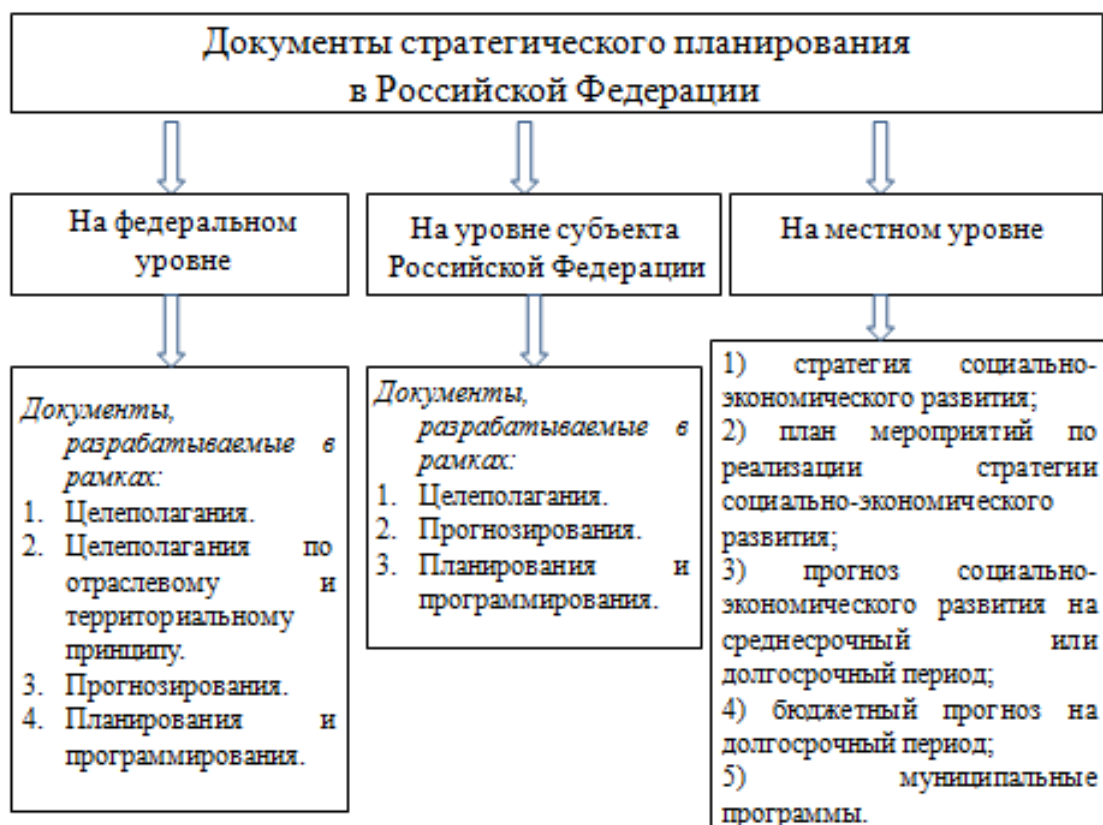 Документы стратегического планирования
в Российской Федерации
На федеральном
уровне
На уровне субъекта
Российской Федерации
На местном уровне
Документы,
разрабатываемые в
рамках:
1. Целеполагания.
2. Целеполагания по
отраслевому и
территориальному
принципу.
3. Прогнозирования.
4. Планирования и
программирования.
Документы,
разрабатываемые в
рамках:
1. Целеполагания.
2. Прогнозирования.
3. Планирования и
программирования.
1) стратегия социально-
экономического развития;
2) план мероприятий по
реализации стратегии
социально-экономического
развития;
3) прогноз социально-
экономического развития на
среднесрочный или
долгосрочный период;
4) бюджетный прогноз на
долгосрочный период;
5) муниципальные
программы.